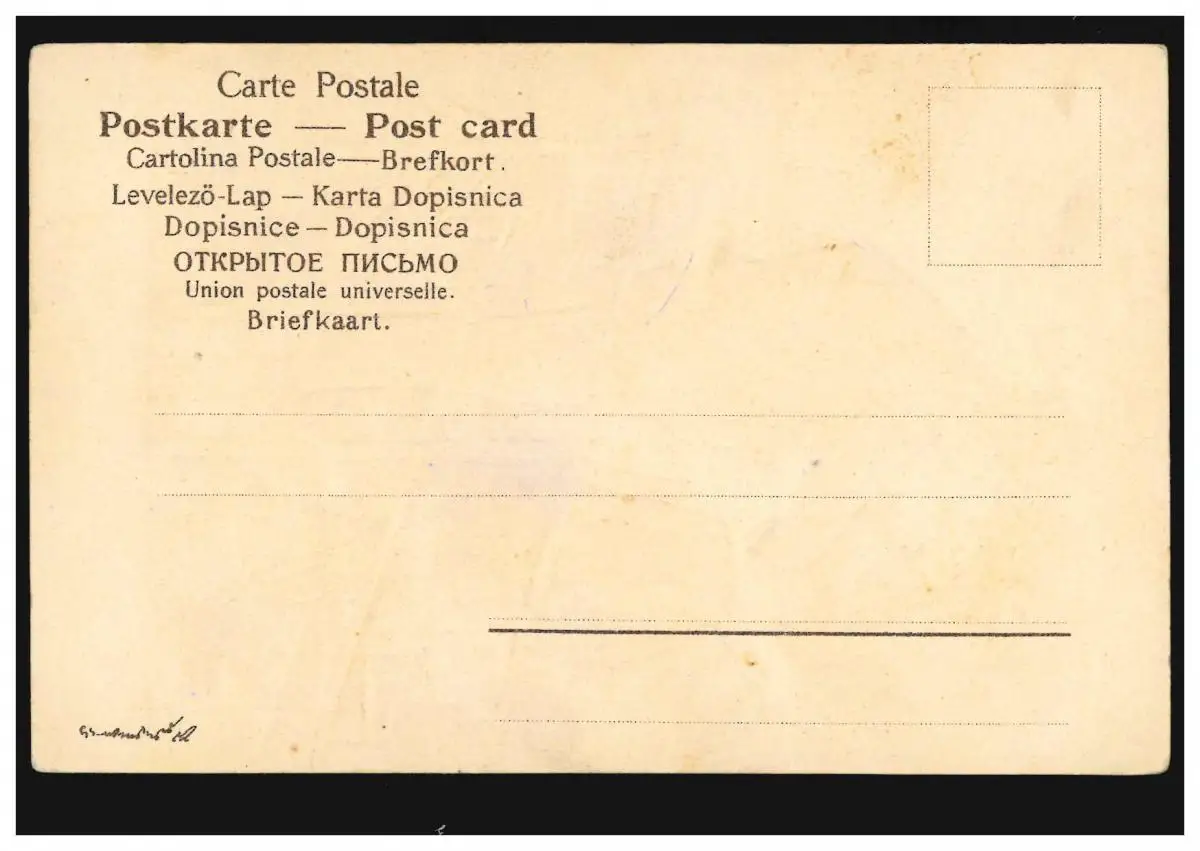 Carte Postale
Postkarte — Post card
Cartolina Postale—Brefkort.
Levelező-Lap — Karta Dopisnica
Dopisnice — Dopisnica
ОТКРЫТОЕ ПИСЬМО
Union postale universelle.
Briefkaart.